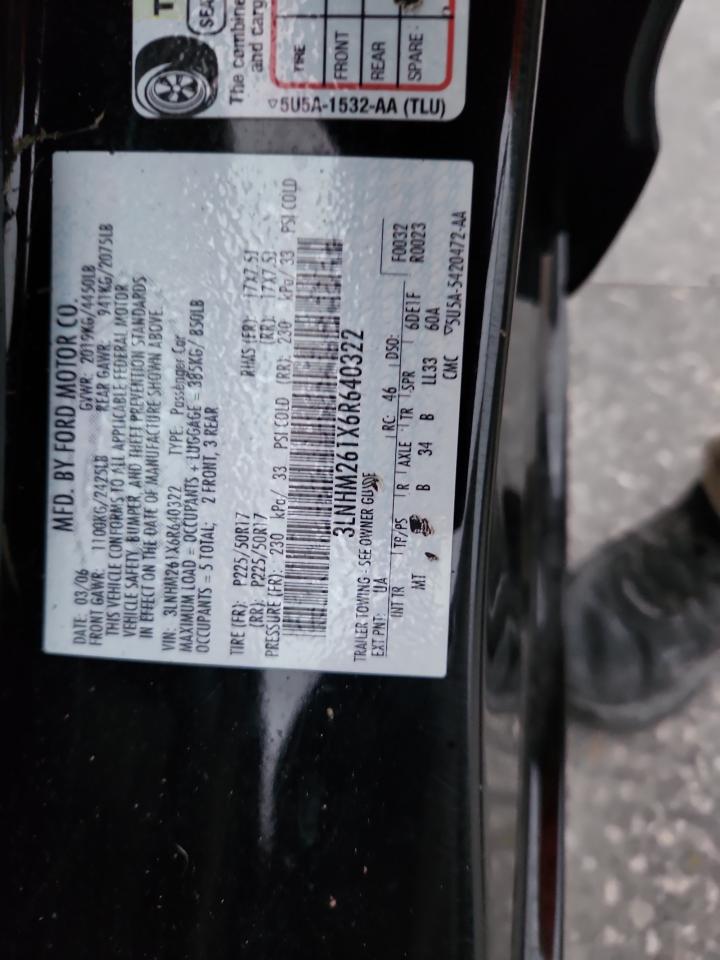 T
SEA
The combine
and carg
TIRE
FRONT
REAR
SPARE
5U5A-1532-AA (TLU)
MFD. BY FORD MOTOR CO.
DATE: 03/06 GVWR: 2019KG/4450LB
FRONT GAWR: 1100KG/2425LB REAR GAWR: 941KG/2075LB
THIS VEHICLE CONFORMS TO ALL APPLICABLE FEDERAL MOTOR
VEHICLE SAFETY, BUMPER, AND THEFT PREVENTION STANDARDS
IN EFFECT ON THE DATE OF MANUFACTURE SHOWN ABOVE.
VIN: 3LNHM261X6R640322 TYPE: Passenger Car
MAXIMUM LOAD = OCCUPANTS + LUGGAGE = 385KG/ 850LB
OCCUPANTS = 5 TOTAL; 2 FRONT, 3 REAR
TIRE (FR): P225/50R17 RIMS (FR): 17X7.5J
(RR): P225/50R17 (RR): 17X7.5J
PRESSURE (FR): 230 kPa/ 33 PSI COLD (RR): 230 kPa/ 33 PSI COLD
3LNHM261X6R640322
TRAILER TOWING - SEE OWNER GUIDE
EXT PNT: UA RC: 46 DSO: F0032
INT TR TP/PS R AXLE TR SPR 6DE1F R0023
MT B 34 B LL33 60A
CMC 5U5A-5420472-AA